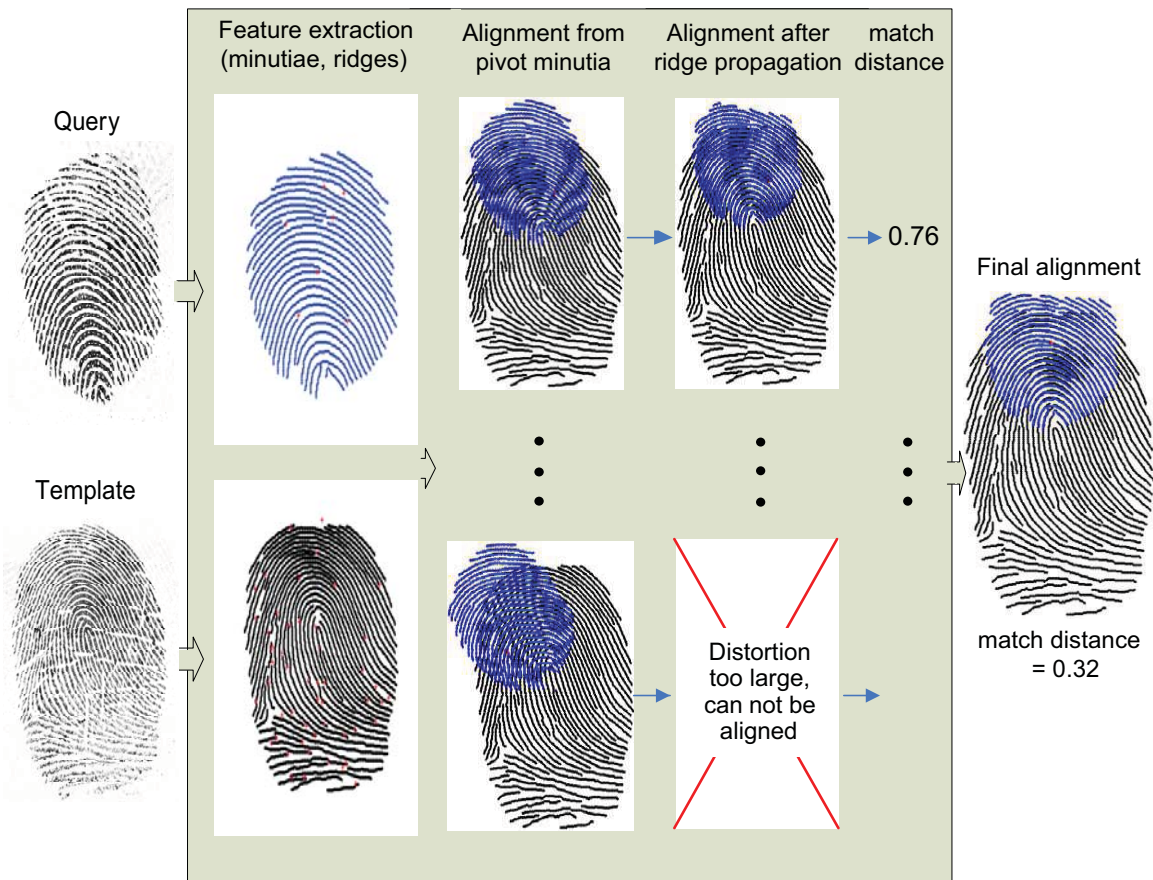 Feature extraction
(minutiae, ridges)
Alignment from
pivot minutia
Alignment after
ridge propagation
match
distance
Query
0.76
Final alignment
Template
Distortion
too large,
can not be
aligned
match distance
= 0.32